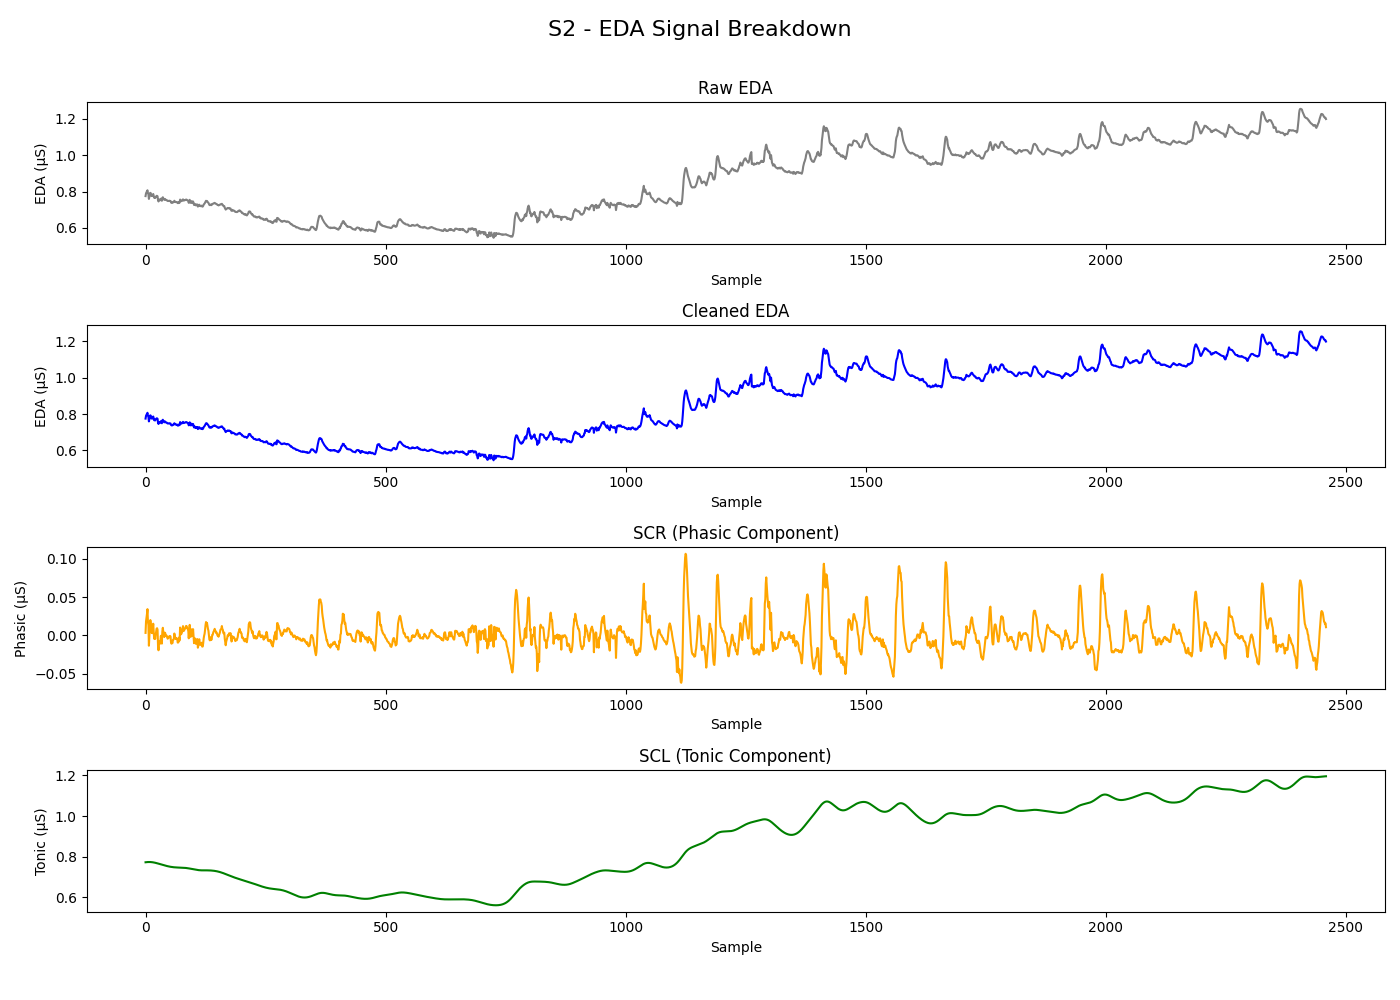 S2 - EDA Signal Breakdown
Raw EDA
EDA (µS)
1.2
1.0
0.8
0.6
0 500 1000 1500 2000 2500
Sample
Cleaned EDA
EDA (µS)
1.2
1.0
0.8
0.6
0 500 1000 1500 2000 2500
Sample
SCR (Phasic Component)
Phasic (µS)
0.10
0.05
0.00
−0.05
0 500 1000 1500 2000 2500
Sample
SCL (Tonic Component)
Tonic (µS)
1.2
1.0
0.8
0.6
0 500 1000 1500 2000 2500
Sample